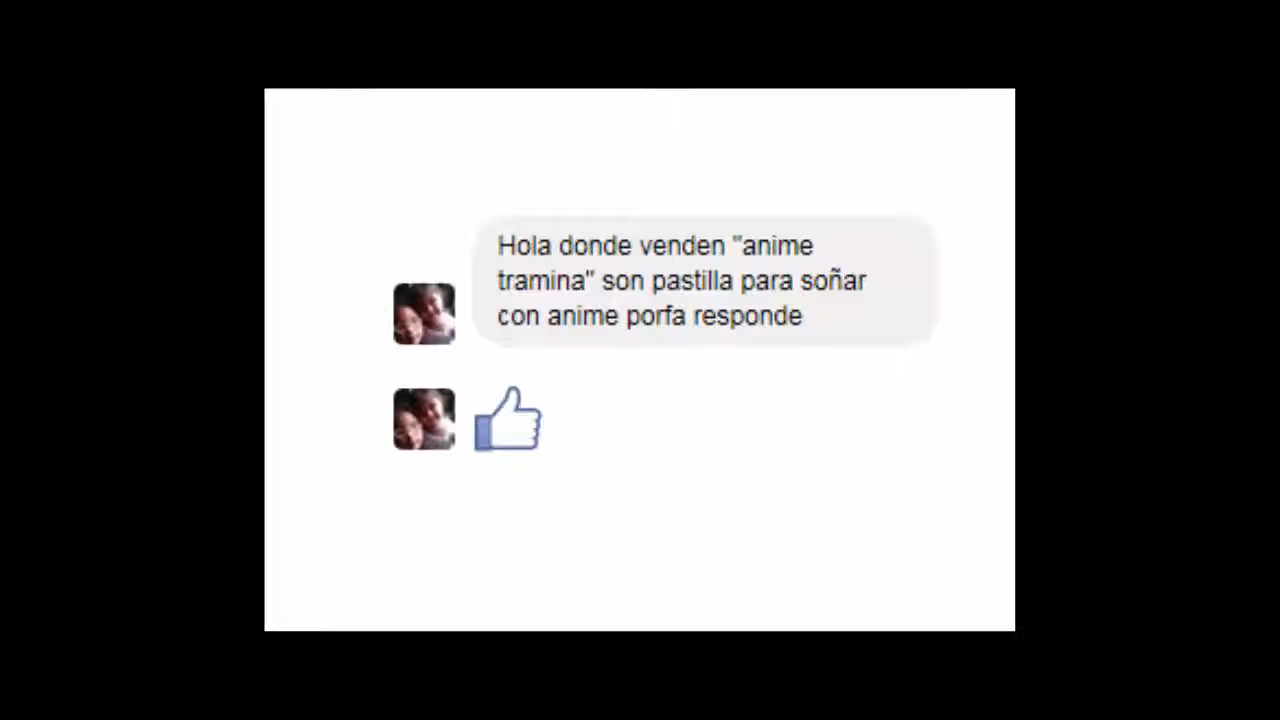 Hola donde venden "anime
tramina" son pastilla para soñar
con anime porfa responde